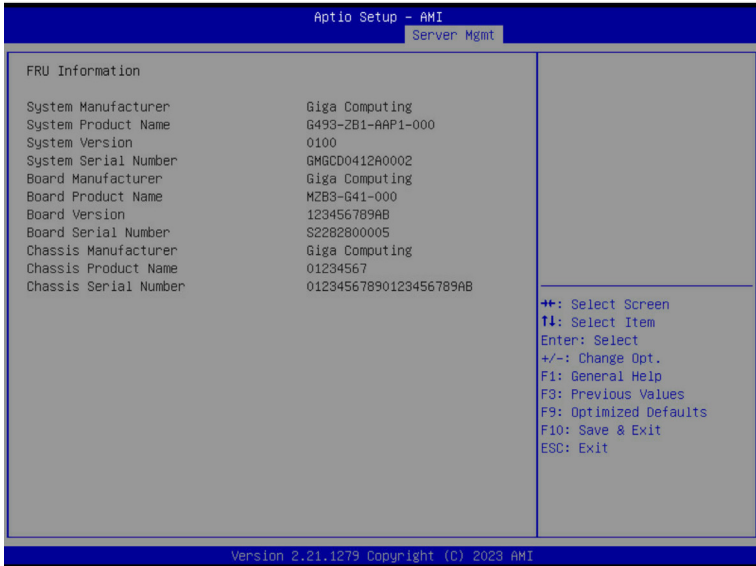 Aptio Setup - AMI
Server Mgmt
FRU Information
System Manufacturer Giga Computing
System Product Name G493-ZB1-AAP1-000
System Version 0100
System Serial Number GMGCD0412A0002
Board Manufacturer Giga Computing
Board Product Name MZB3-G41-000
Board Version 123456789AB
Board Serial Number S2282800005
Chassis Manufacturer Giga Computing
Chassis Product Name 01234567
Chassis Serial Number 01234567890123456789AB
→←: Select Screen
↑↓: Select Item
Enter: Select
+/-: Change Opt.
F1: General Help
F3: Previous Values
F9: Optimized Defaults
F10: Save & Exit
ESC: Exit
Version 2.21.1279 Copyright (C) 2023 AMI